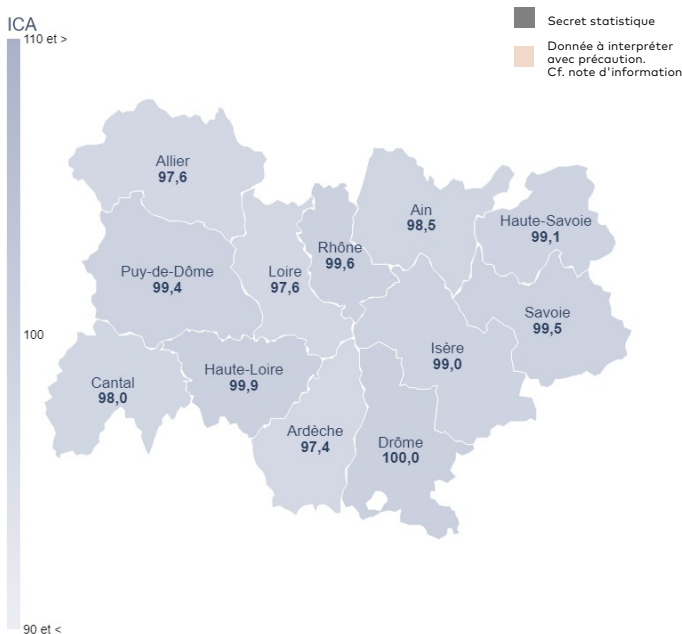 ICA
110 et >
Secret statistique
Donnée à interpréter
avec précaution.
Cf. note d'information
Allier
97,6
Ain
98,5
Haute-Savoie
99,1
Rhône
99,6
Puy-de-Dôme
99,4
Loire
97,6
Savoie
99,5
100
Isère
99,0
Haute-Loire
99,9
Cantal
98,0
Ardèche
97,4
Drôme
100,0
90 et <